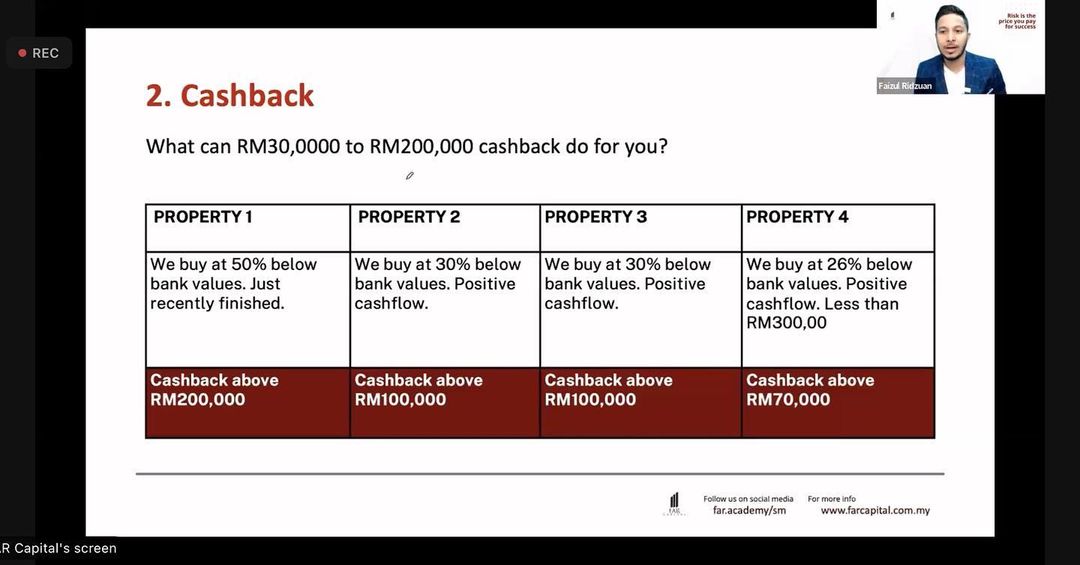 REC
Risk is the
price you pay
for success
Faizul Ridzuan
2. Cashback
What can RM30,0000 to RM200,000 cashback do for you?
PROPERTY 1
PROPERTY 2
PROPERTY 3
PROPERTY 4
We buy at 50% below
bank values. Just
recently finished.
We buy at 30% below
bank values. Positive
cashflow.
We buy at 30% below
bank values. Positive
cashflow.
We buy at 26% below
bank values. Positive
cashflow. Less than
RM300,00
Cashback above
RM200,000
Cashback above
RM100,000
Cashback above
RM100,000
Cashback above
RM70,000
FAR
Follow us on social media
far.academy/sm
For more info
www.farcapital.com.my
R Capital's screen